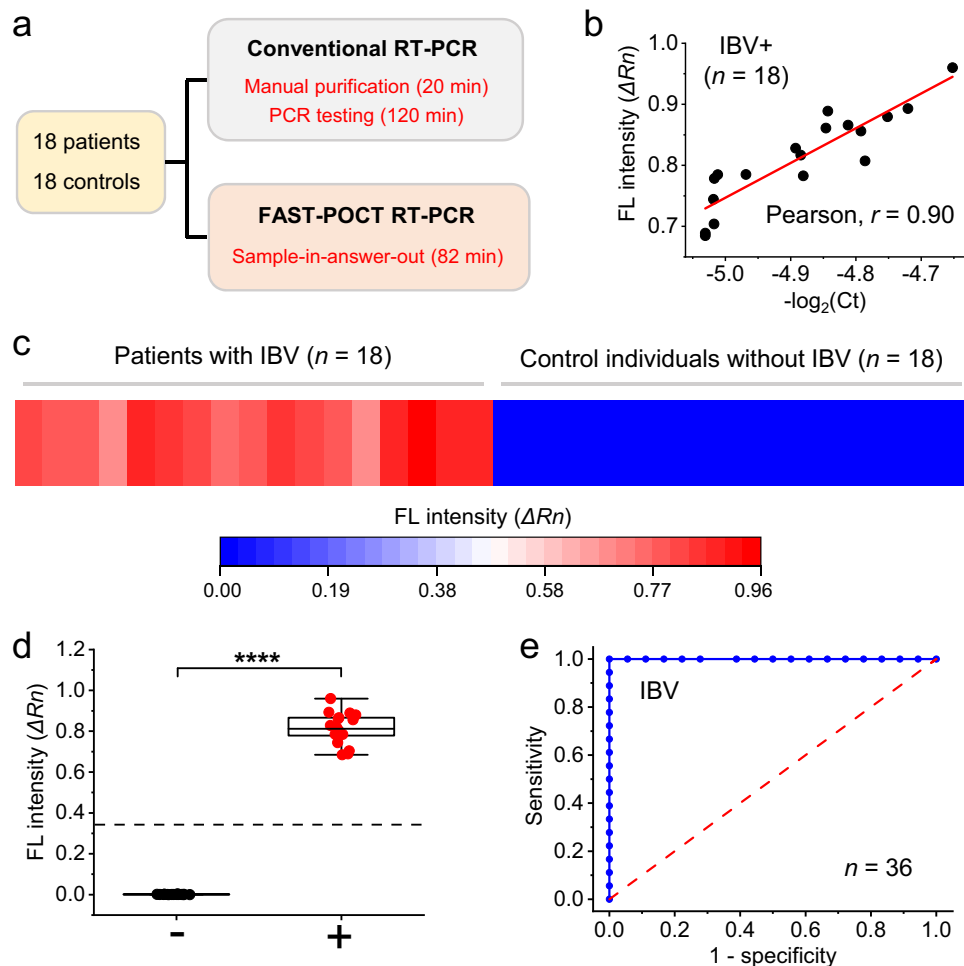 a
Conventional RT-PCR
Manual purification (20 min)
PCR testing (120 min)
18 patients
18 controls
FAST-POCT RT-PCR
Sample-in-answer-out (82 min)
b
IBV+
(n = 18)
FL intensity (ΔRn)
1.0
0.9
0.8
0.7
Pearson, r = 0.90
-5.0 -4.9 -4.8 -4.7
-log₂(Ct)
c
Patients with IBV (n = 18)
Control individuals without IBV (n = 18)
FL intensity (ΔRn)
0.00 0.19 0.38 0.58 0.77 0.96
d
FL intensity (ΔRn)
1.2
1.0
0.8
0.6
0.4
0.2
0.0
****
- +
e
Sensitivity
1.0
0.8
0.6
0.4
0.2
0.0
IBV
n = 36
0.0 0.2 0.4 0.6 0.8 1.0
1 - specificity